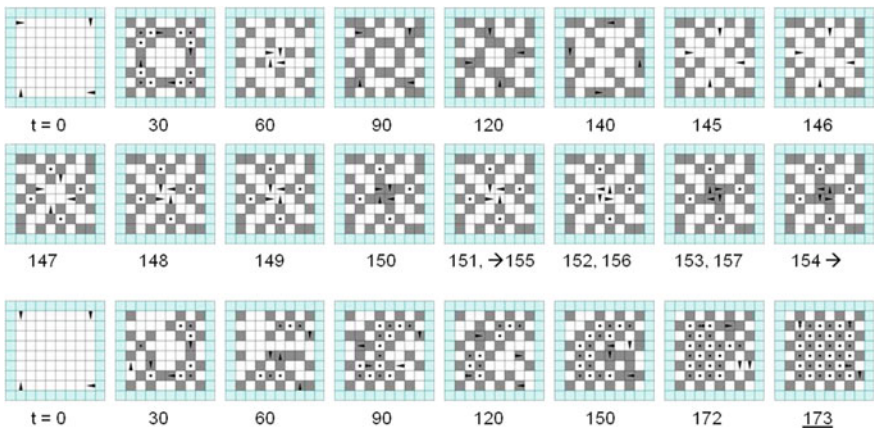 t = 0 30 60 90 120 140 145 146
147 148 149 150 151, →155 152, 156 153, 157 154 →
t = 0 30 60 90 120 150 172 173